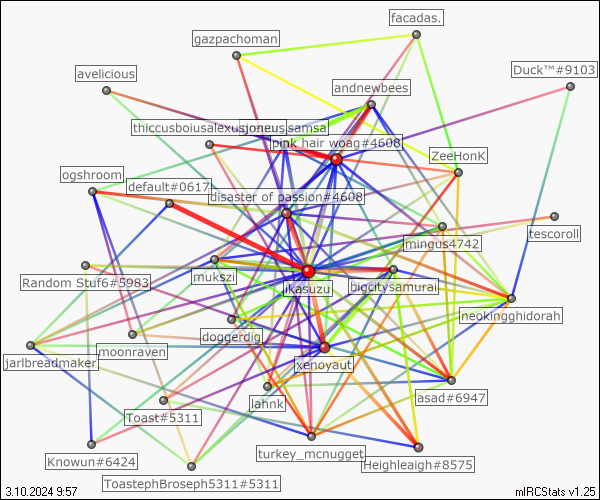 facadas.
gazpachoman
avelicious
Duck™#9103
andnewbees
thiccusboiusalexusjoneus samsa
pink hair woag#4608
ZeeHonK
ogshroom
default#0617
disaster of passion#4608
tescoroll
mingus4742
Random Stuf6#5983
mukszi
likasuzu
bigcitysamurai
neokingghidorah
doggerdig
moonraven
jarlbreadmaker
xenoyaut
asad#6947
lahnk
Toast#5311
turkey_mcnugget
Knowun#6424
Heighleaigh#8575
ToastephBroseph5311#5311
3.10.2024 9:57
mIRCStats v1.25